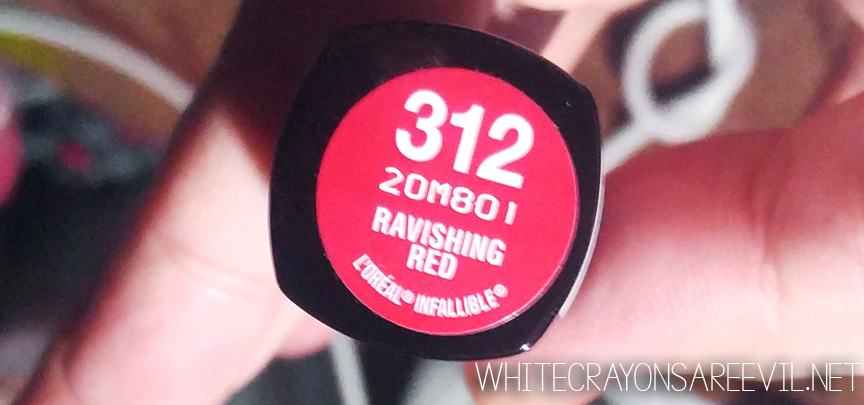 312
20M801
RAVISHING
RED
L'ORÉAL® INFALLIBLE®
WHITECRAYONSAREEVIL.NET